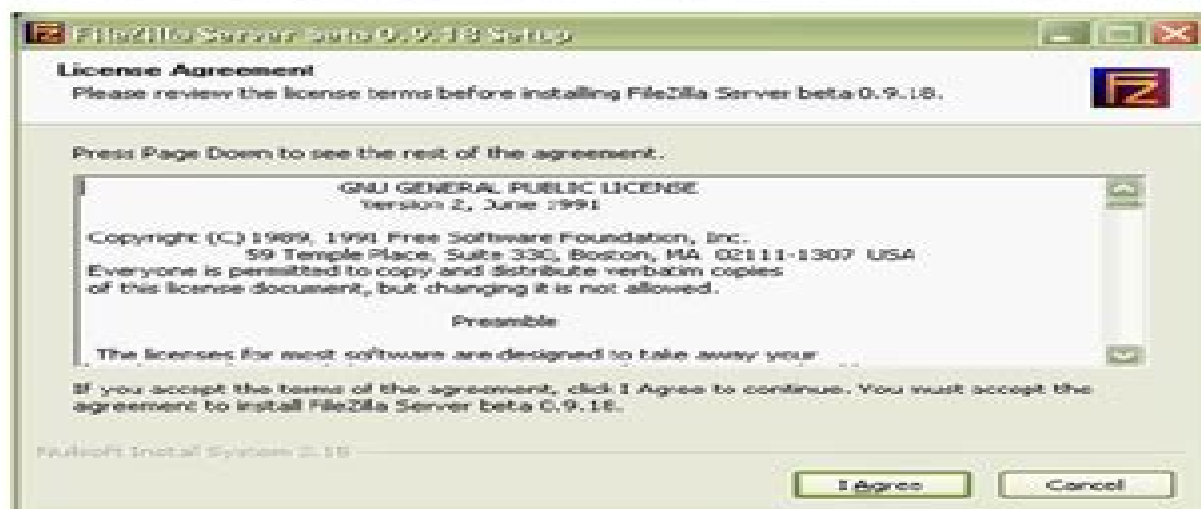 FileZilla Server beta 0.9.18 Setup
License Agreement
Please review the license terms before installing FileZilla Server beta 0.9.18.
Press Page Down to see the rest of the agreement.
GNU GENERAL PUBLIC LICENSE
Version 2, June 1991
Copyright (C) 1989, 1991 Free Software Foundation, Inc.
59 Temple Place, Suite 330, Boston, MA 02111-1307 USA
Everyone is permitted to copy and distribute verbatim copies
of this license document, but changing it is not allowed.
Preamble
The licenses for most software are designed to take away your
If you accept the terms of the agreement, click I Agree to continue. You must accept the
agreement to install FileZilla Server beta 0.9.18.
Nullsoft Install System
I Agree
Cancel